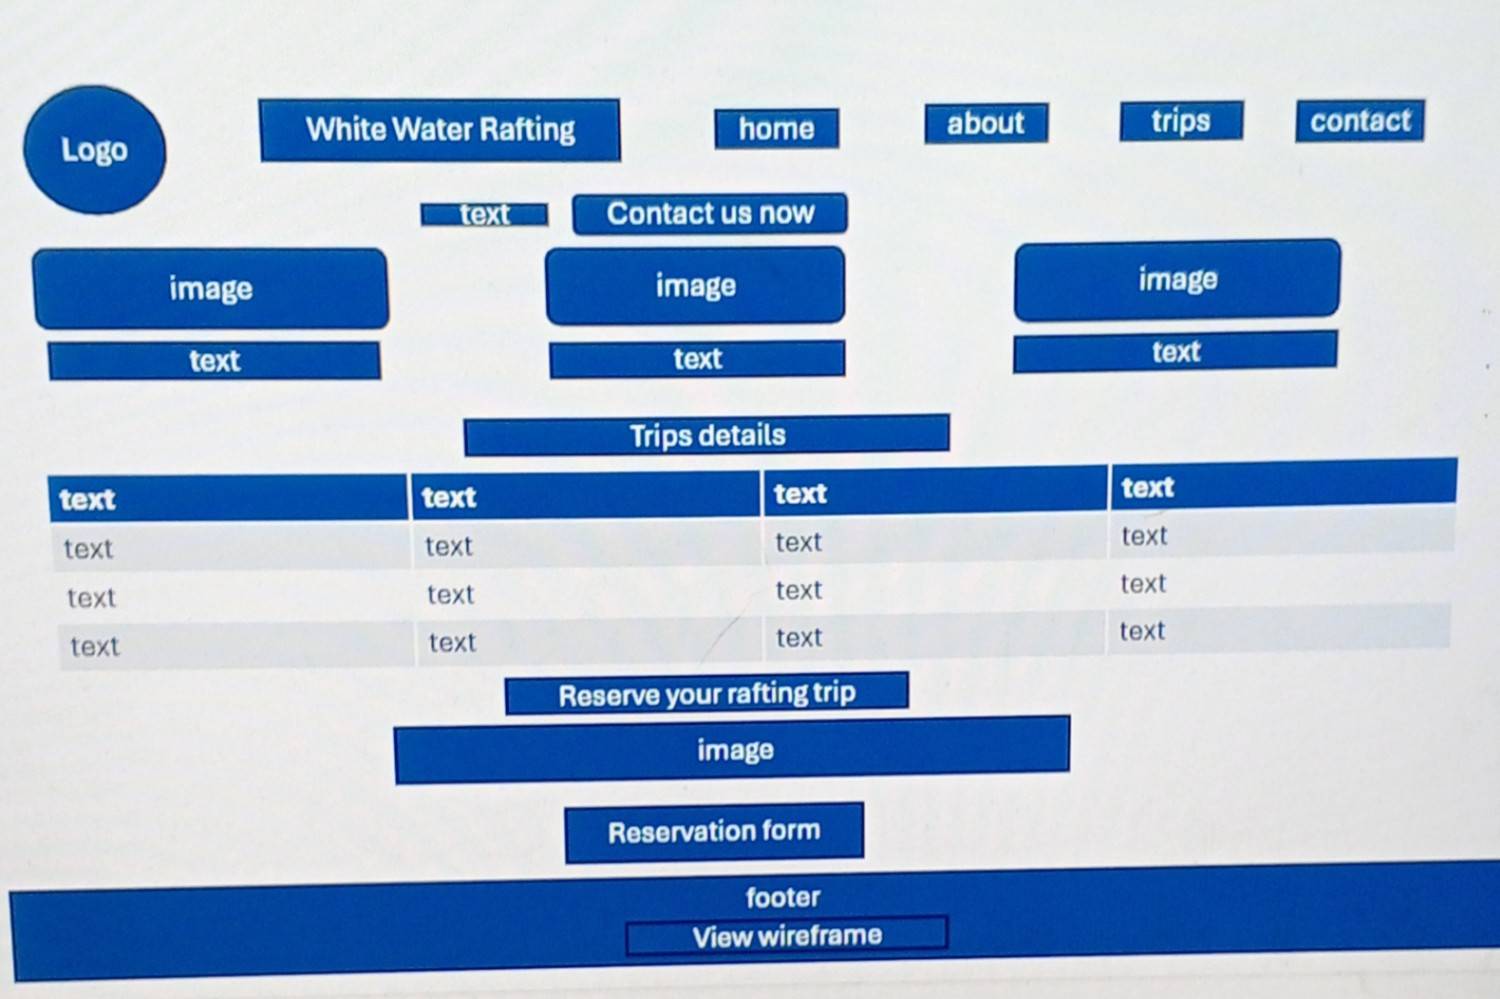 Logo
White Water Rafting
home
about
trips
contact
text
Contact us now
image
image
image
text
text
text
Trips details
text text text text
text text text text
text text text text
text text text text
Reserve your rafting trip
image
Reservation form
footer
View wireframe